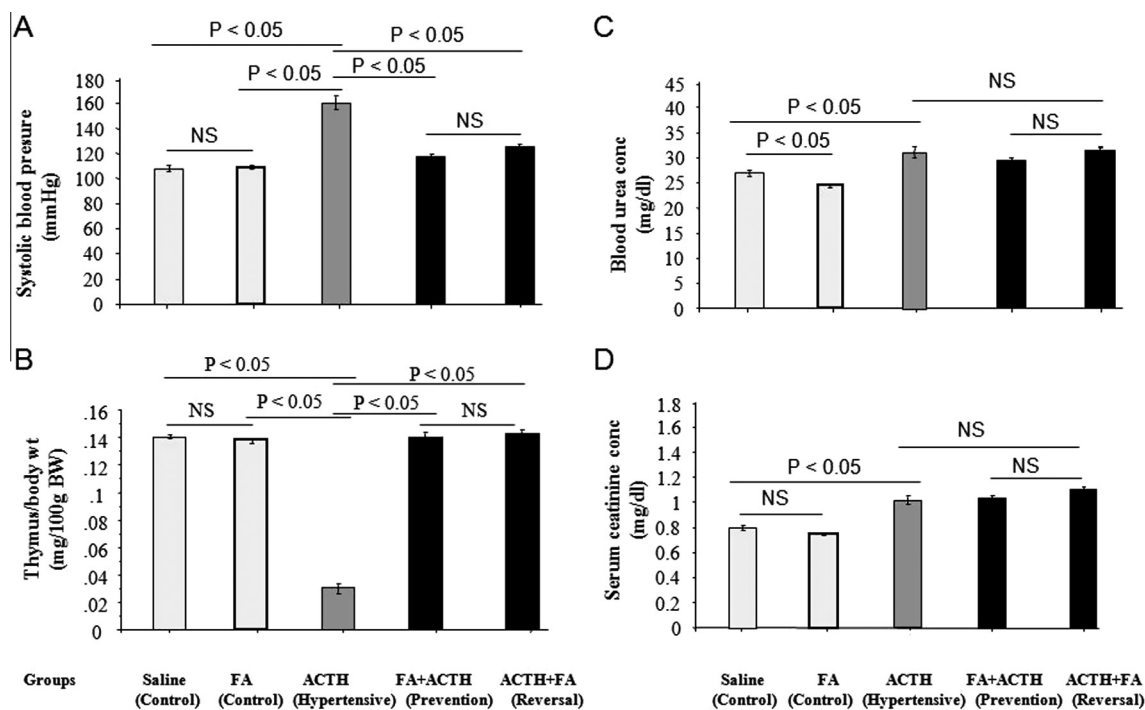 A
P < 0.05
P < 0.05
P < 0.05
P < 0.05
NS
NS
Systolic blood presure
(mmHg)
180
160
140
120
100
80
60
40
20
0
C
NS
P < 0.05
NS
P < 0.05
Blood urea conc
(mg/dl)
45
40
35
30
25
20
15
10
5
0
B
P < 0.05
P < 0.05
NS
P < 0.05
P < 0.05
NS
Thymus/body wt
(mg/100g BW)
.16
.14
.12
.1
.08
.06
.04
.02
0
D
NS
P < 0.05
NS
NS
Serum ceatinine conc
(mg/dl)
1.8
1.6
1.4
1.2
1
0.8
0.6
0.4
0.2
0
Groups
Saline
(Control)
FA
(Control)
ACTH
(Hypertensive)
FA+ACTH
(Prevention)
ACTH+FA
(Reversal)
Saline
(Control)
FA
(Control)
ACTH
(Hypertensive)
FA+ACTH
(Prevention)
ACTH+FA
(Reversal)